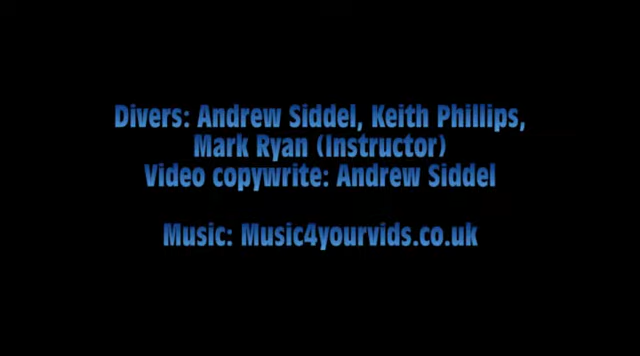 Divers: Andrew Siddel, Keith Phillips,
Mark Ryan (Instructor)
Video copywrite: Andrew Siddel
Music: Music4yourvids.co.uk